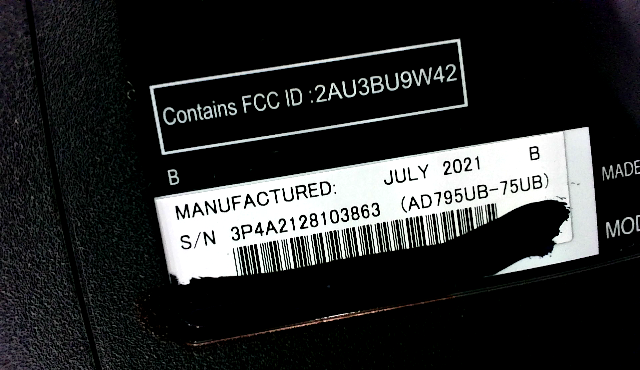 Contains FCC ID :2AU3BU9W42
B
MANUFACTURED: JULY 2021 B
S/N 3P4A2128103863 (AD795UB-75UB)
MADE
MOD